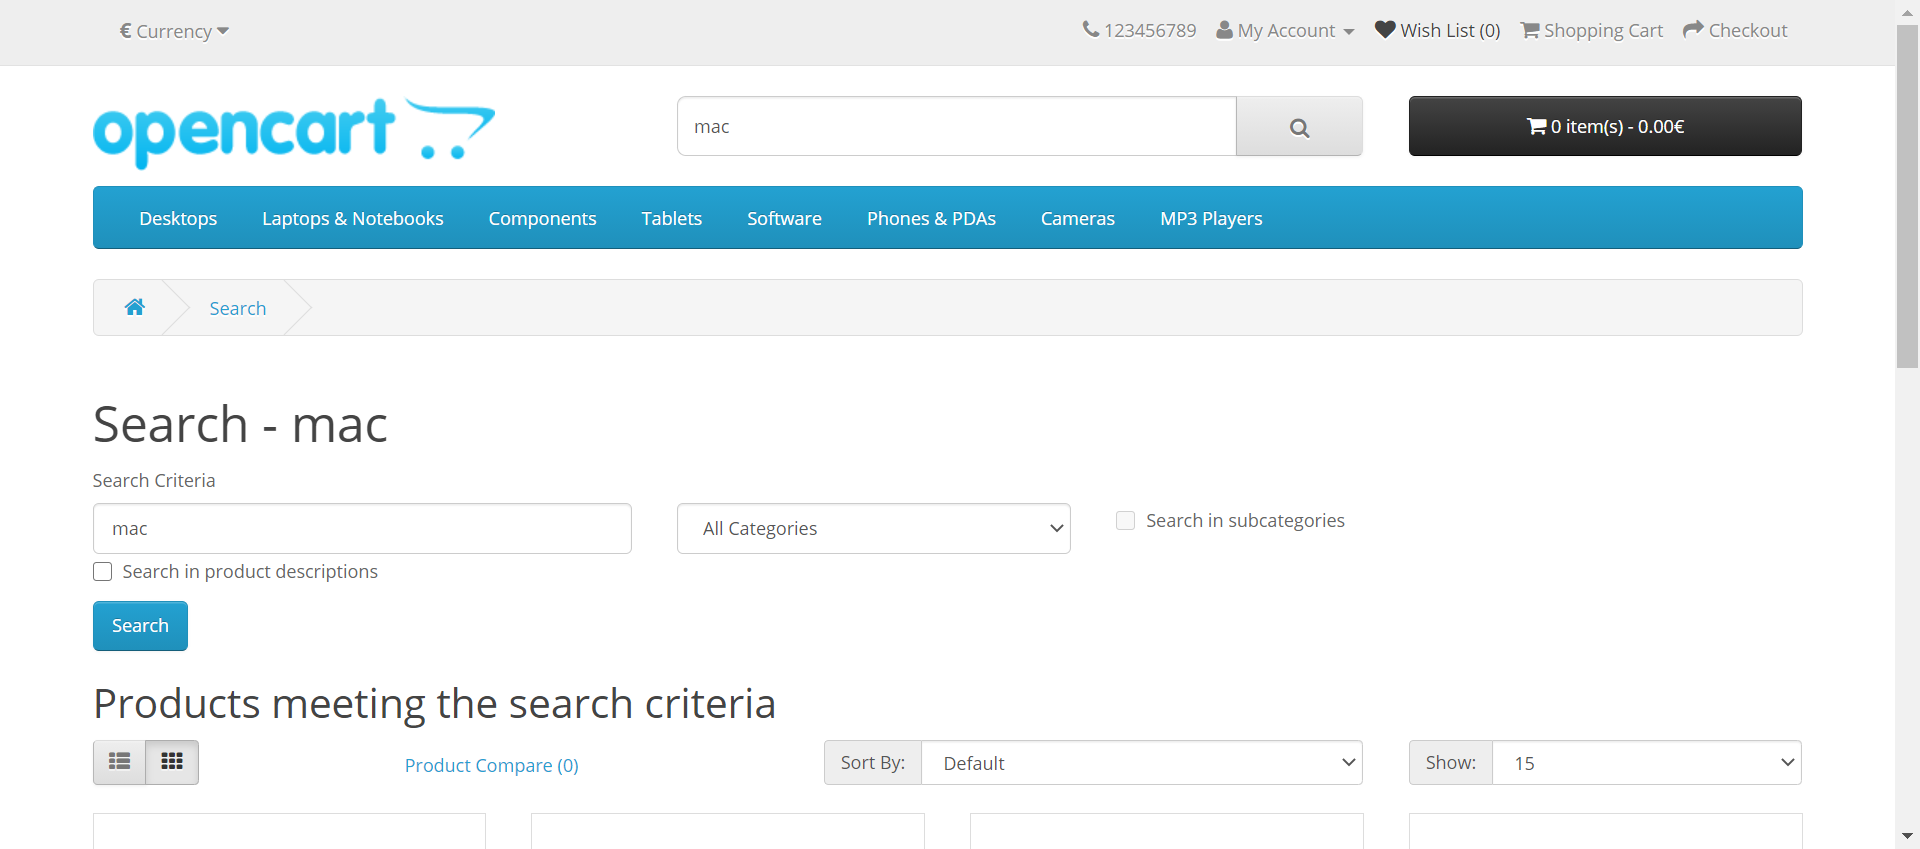 € Currency
123456789 My Account Wish List (0) Shopping Cart Checkout
opencart
mac
0 item(s) - 0.00€
Desktops Laptops & Notebooks Components Tablets Software Phones & PDAs Cameras MP3 Players
Search
Search - mac
Search Criteria
mac
All Categories
Search in subcategories
Search in product descriptions
Search
Products meeting the search criteria
Product Compare (0)
Sort By: Default
Show: 15